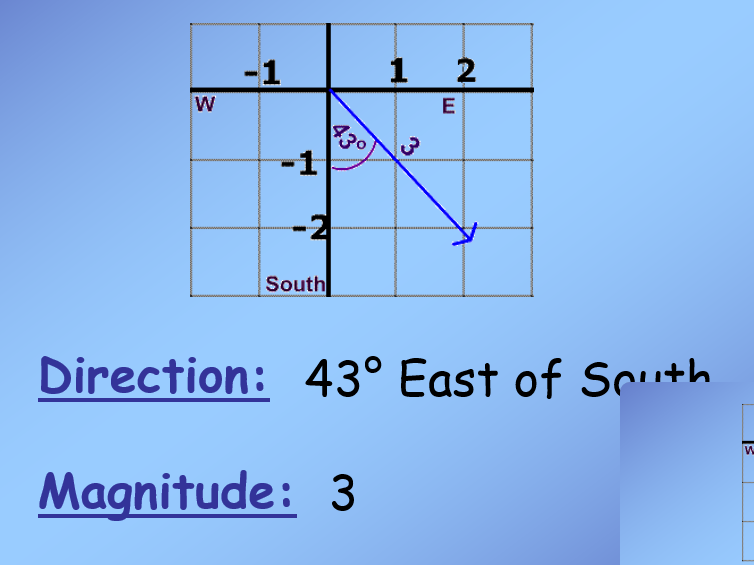 -1 1 2
W E
43°
3
-1
-2
South
Direction: 43° East of South
Magnitude: 3
W